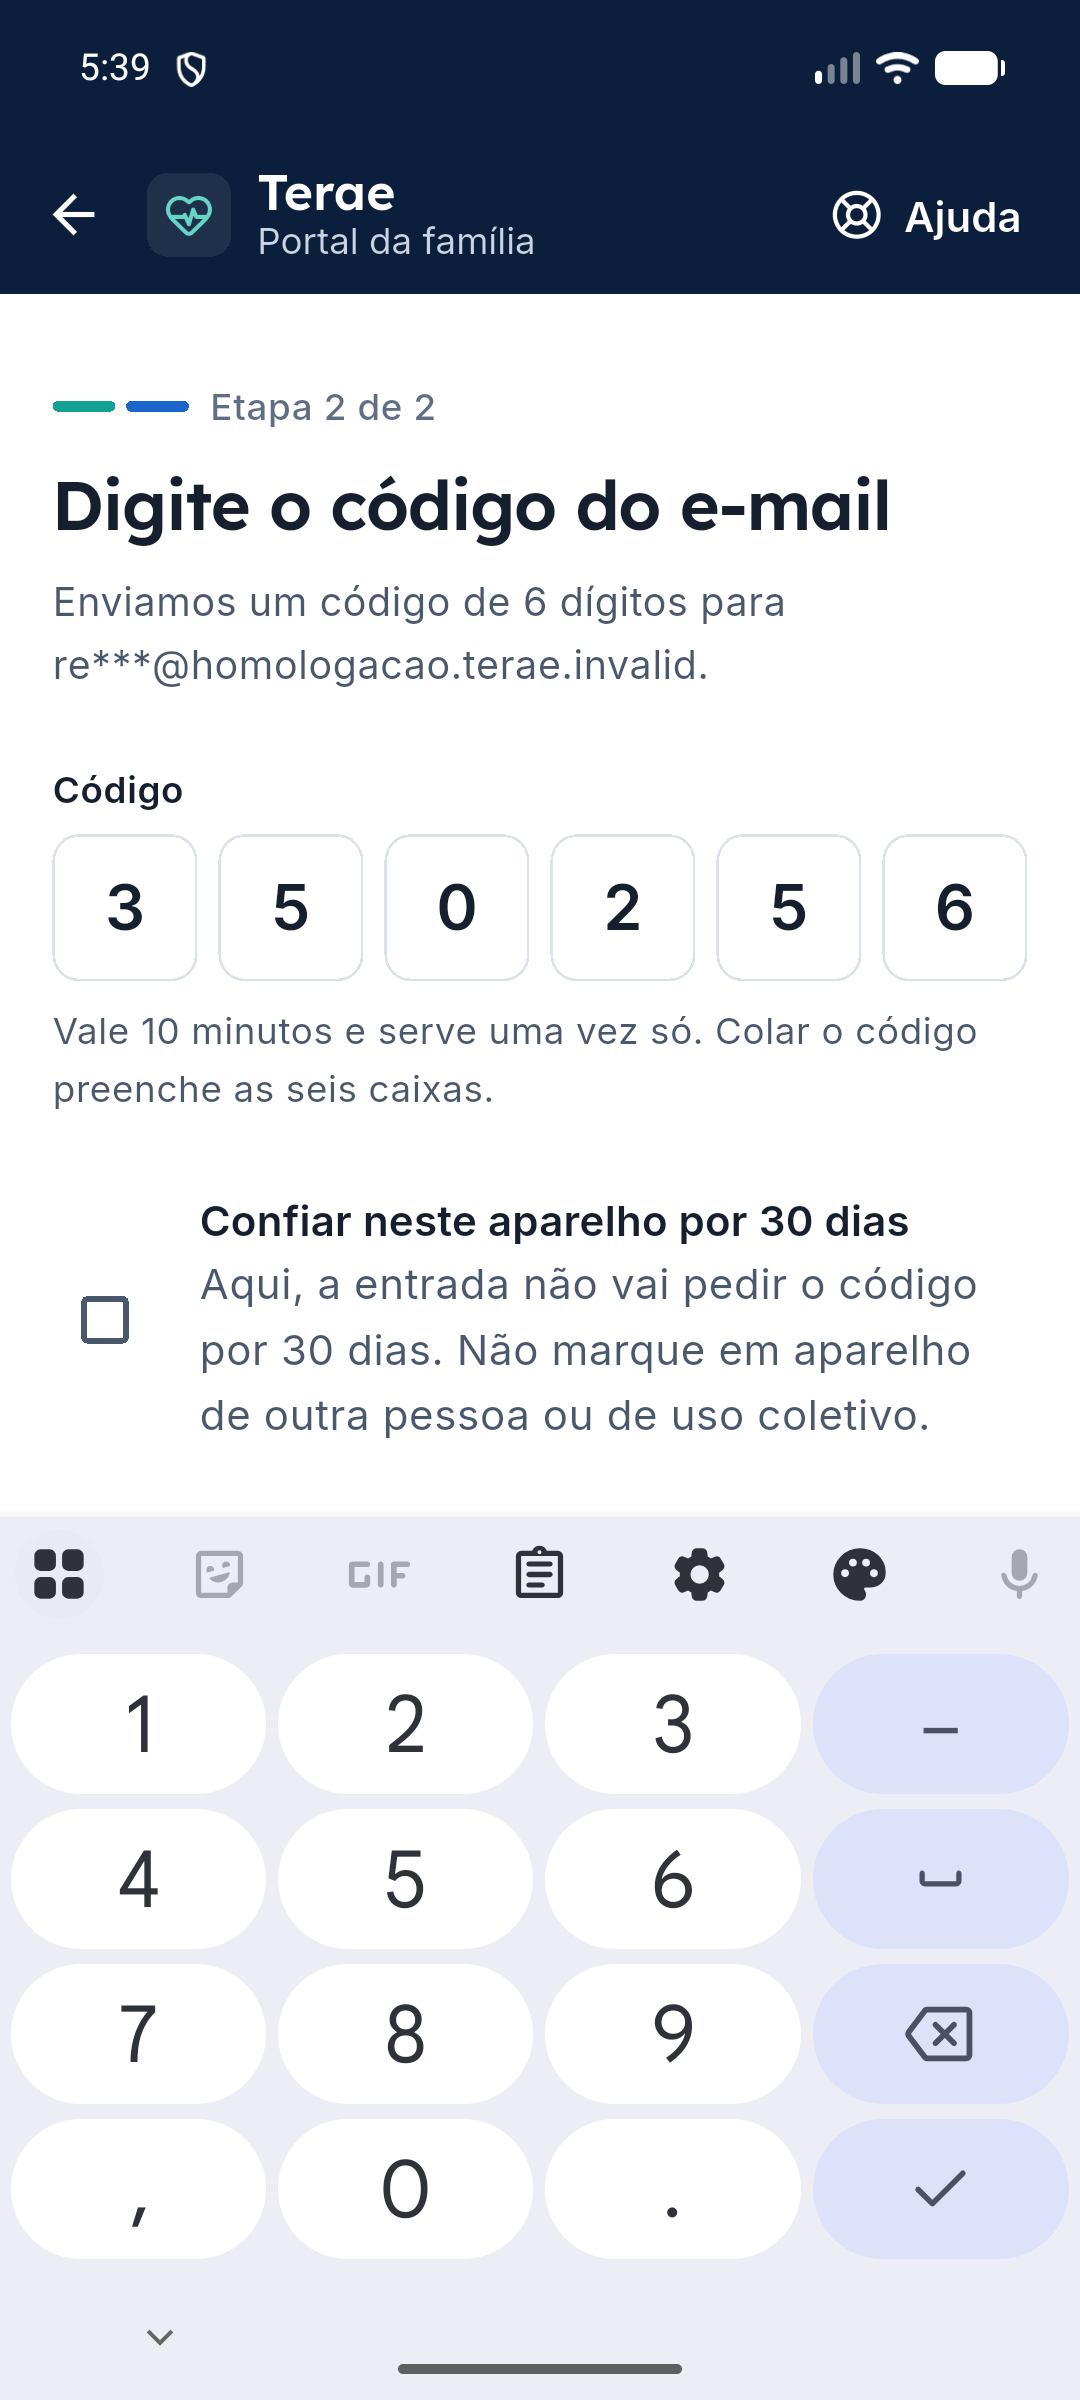 5:39
Terae
Portal da família
Ajuda
Etapa 2 de 2
Digite o código do e-mail
Enviamos um código de 6 dígitos para
re***@homologacao.terae.invalid.
Código
3 5 0 2 5 6
Vale 10 minutos e serve uma vez só. Colar o código
preenche as seis caixas.
Confiar neste aparelho por 30 dias
Aqui, a entrada não vai pedir o código
por 30 dias. Não marque em aparelho
de outra pessoa ou de uso coletivo.
GIF
1 2 3 –
4 5 6
7 8 9
, 0 .